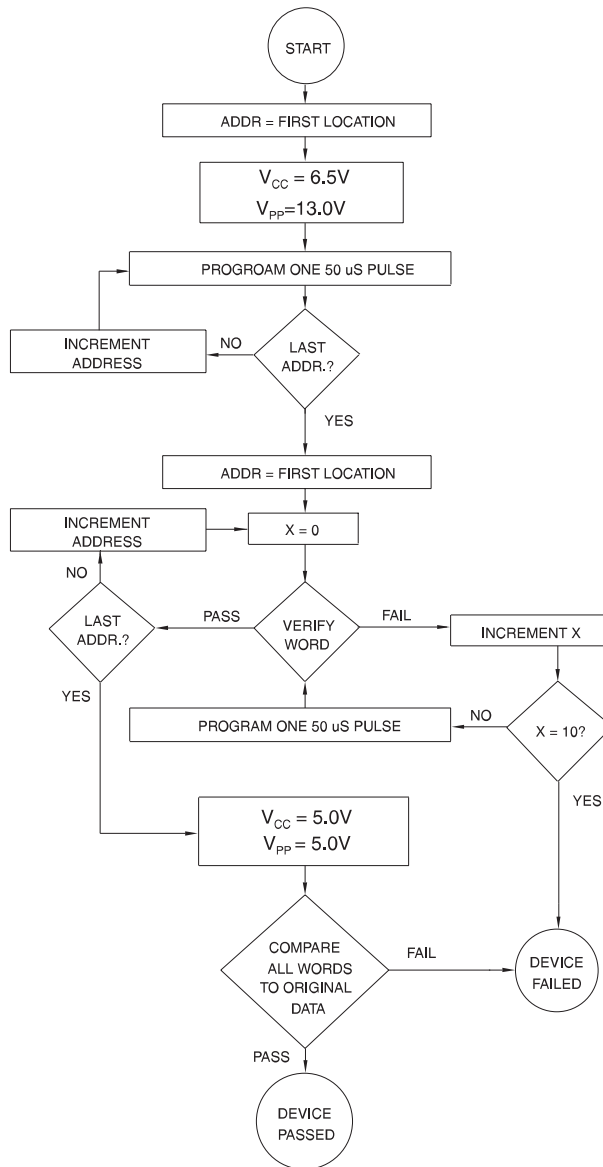 START
ADDR = FIRST LOCATION
VCC = 6.5V
VPP=13.0V
PROGROAM ONE 50 uS PULSE
INCREMENT
ADDRESS
NO
LAST
ADDR.?
YES
ADDR = FIRST LOCATION
INCREMENT
ADDRESS
X = 0
NO
LAST
ADDR.?
PASS
VERIFY
WORD
FAIL
INCREMENT X
YES
PROGRAM ONE 50 uS PULSE
NO
X = 10?
YES
VCC = 5.0V
VPP = 5.0V
COMPARE
ALL WORDS
TO ORIGINAL
DATA
FAIL
DEVICE
FAILED
PASS
DEVICE
PASSED